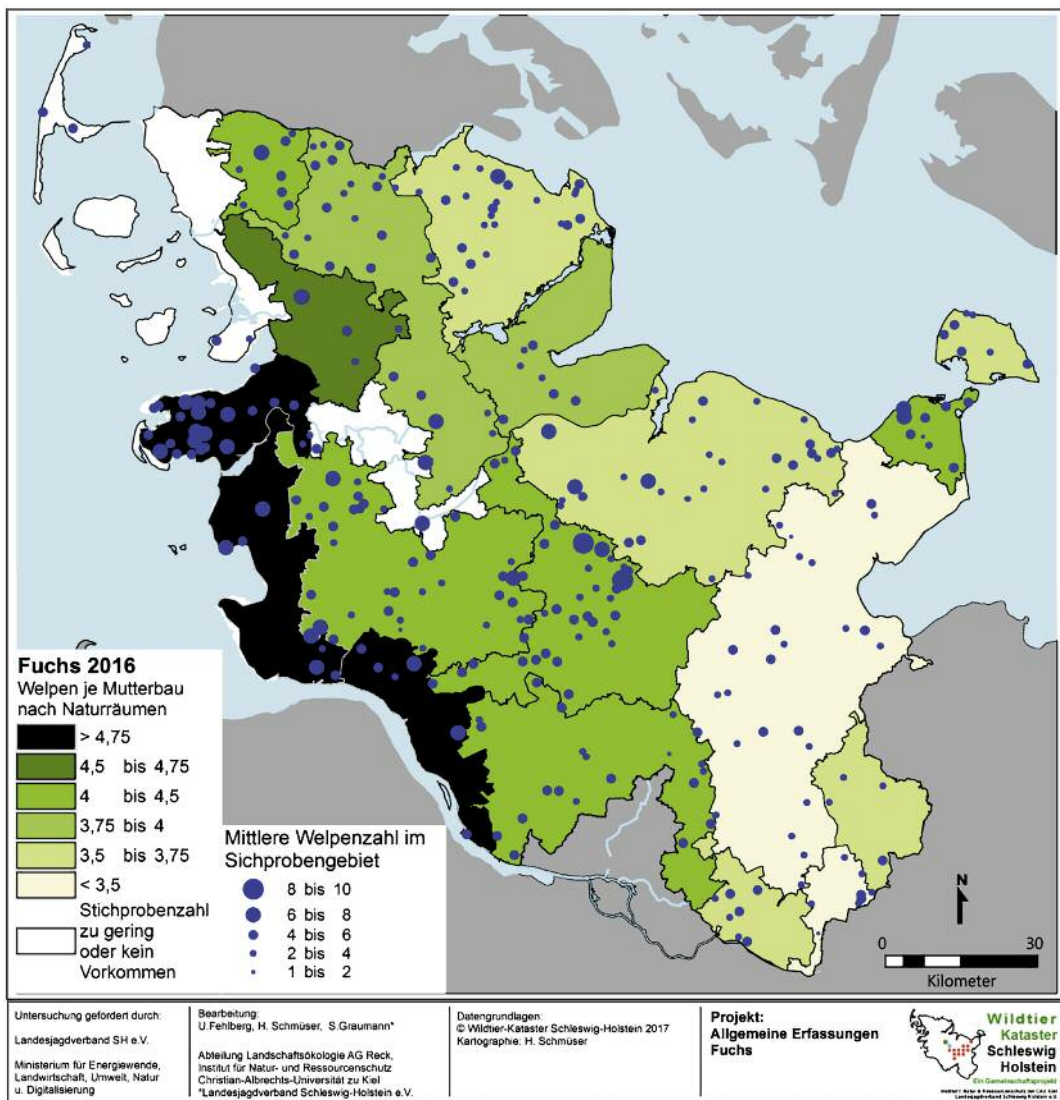 Fuchs 2016
Welpen je Mutterbau
nach Naturräumen
> 4,75
4,5 bis 4,75
4 bis 4,5
3,75 bis 4
3,5 bis 3,75
< 3,5
Stichprobenzahl
zu gering
oder kein
Vorkommen
Mittlere Welpenzahl im
Sichprobengebiet
8 bis 10
6 bis 8
4 bis 6
2 bis 4
1 bis 2
N
0 30
Kilometer
Untersuchung gefördert durch:
Landesjagdverband SH e.V.
Ministerium für Energiewende,
Landwirtschaft, Umwelt, Natur
u. Digitalisierung
Bearbeitung:
U.Fehlberg, H. Schmüser, S.Graumann*
Abteilung Landschaftsökologie AG Reck,
Institut für Natur- und Ressourcenschutz
Christian-Albrechts-Universität zu Kiel
*Landesjagdverband Schleswig-Holstein e.V.
Datengrundlagen:
© Wildtier-Kataster Schleswig-Holstein 2017
Kartographie: H. Schmüser
Projekt:
Allgemeine Erfassungen
Fuchs
Wildtier
Kataster
Schleswig
Holstein
Ein Gemeinschaftsprojekt
Landesjagdverband Schleswig-Holstein e.V.